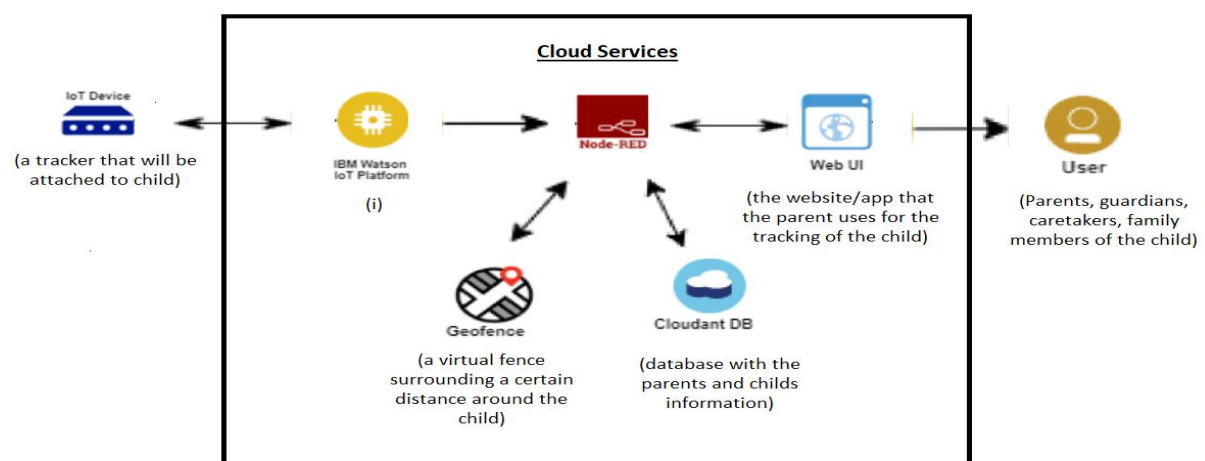 Cloud Services
IoT Device
(a tracker that will be
attached to child)
IBM Watson
IoT Platform
(i)
Node-RED
Web UI
(the website/app that
the parent uses for the
tracking of the child)
User
(Parents, guardians,
caretakers, family
members of the child)
Geofence
(a virtual fence
surrounding a certain
distance around the
child)
Cloudant DB
(database with the
parents and childs
information)